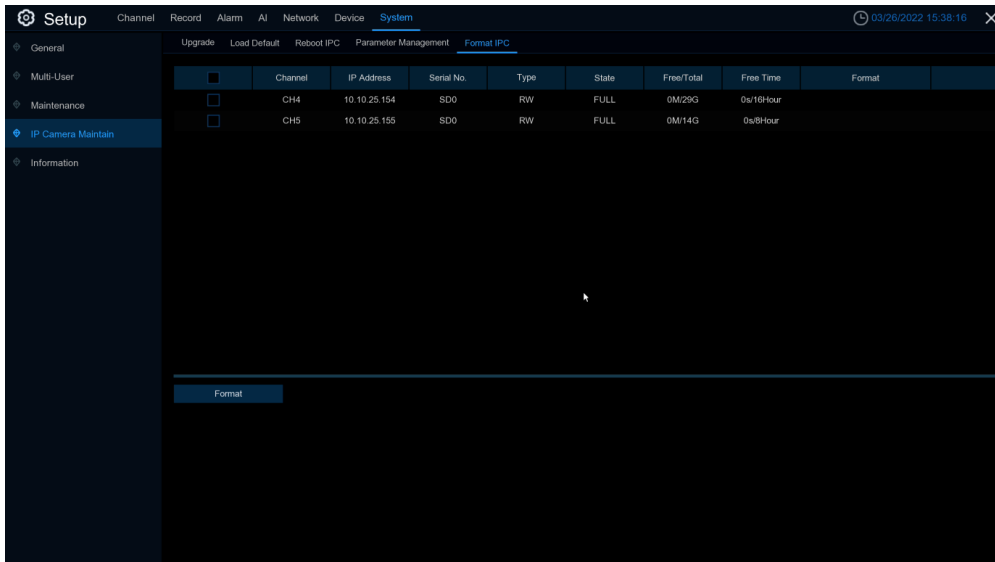 Setup Channel Record Alarm AI Network Device System 03/26/2022 15:38:16
General
Multi-User
Maintenance
IP Camera Maintain
Information
Upgrade Load Default Reboot IPC Parameter Management Format IPC
Channel IP Address Serial No. Type State Free/Total Free Time Format
CH4 10.10.25.154 SD0 RW FULL 0M/29G 0s/16Hour
CH5 10.10.25.155 SD0 RW FULL 0M/14G 0s/8Hour
Format